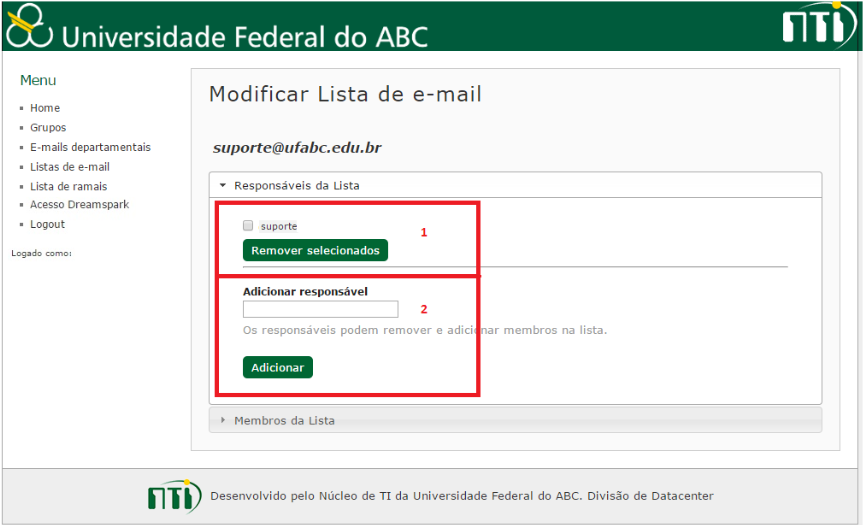 Universidade Federal do ABC
NTI
Menu
Home
Grupos
E-mails departamentais
Listas de e-mail
Lista de ramais
Acesso Dreamspark
Logout
Logado como:
Modificar Lista de e-mail
suporte@ufabc.edu.br
Responsáveis da Lista
suporte
1
Remover selecionados
Adicionar responsável
2
Os responsáveis podem remover e adicionar membros na lista.
Adicionar
Membros da Lista
NTI
Desenvolvido pelo Núcleo de TI da Universidade Federal do ABC. Divisão de Datacenter